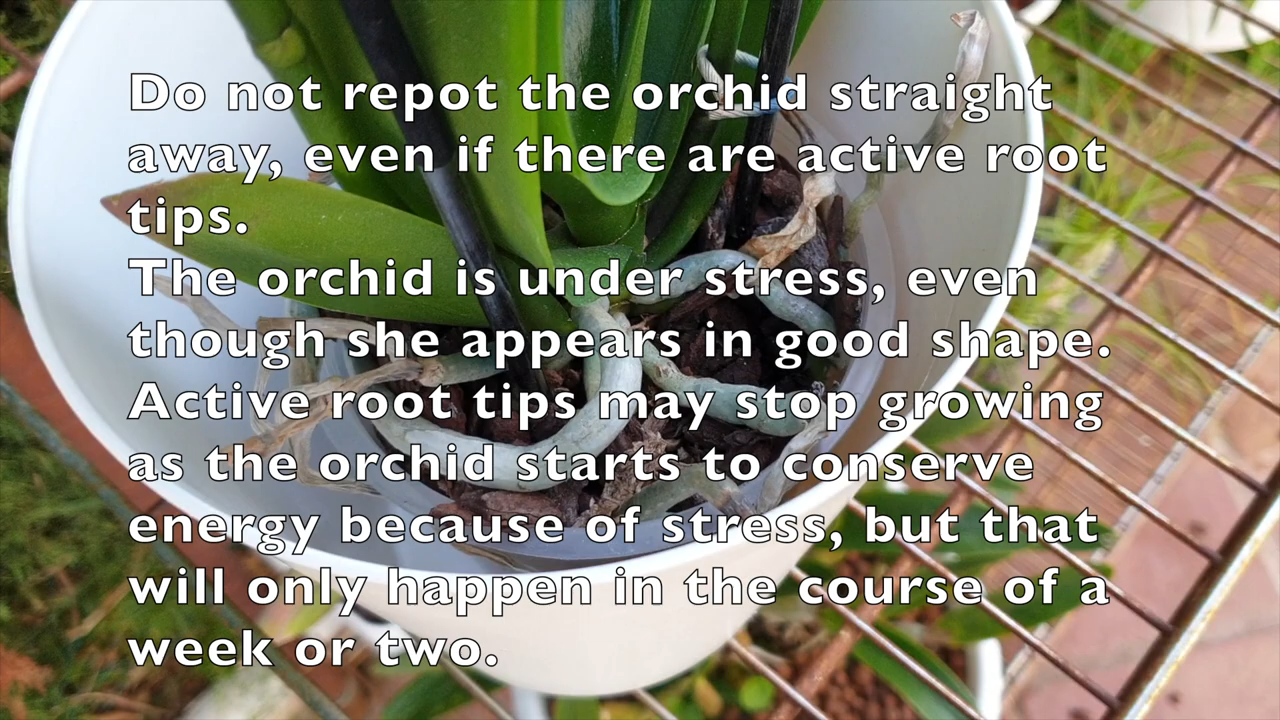 Do not repot the orchid straight
away, even if there are active root
tips.
The orchid is under stress, even
though she appears in good shape.
Active root tips may stop growing
as the orchid starts to conserve
energy because of stress, but that
will only happen in the course of a
week or two.